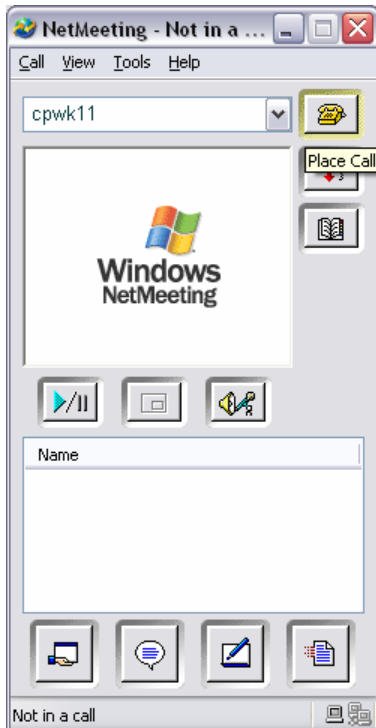 NetMeeting - Not in a ...
Call View Tools Help
cpwk11
Place Call
Windows
NetMeeting
Name
Not in a call